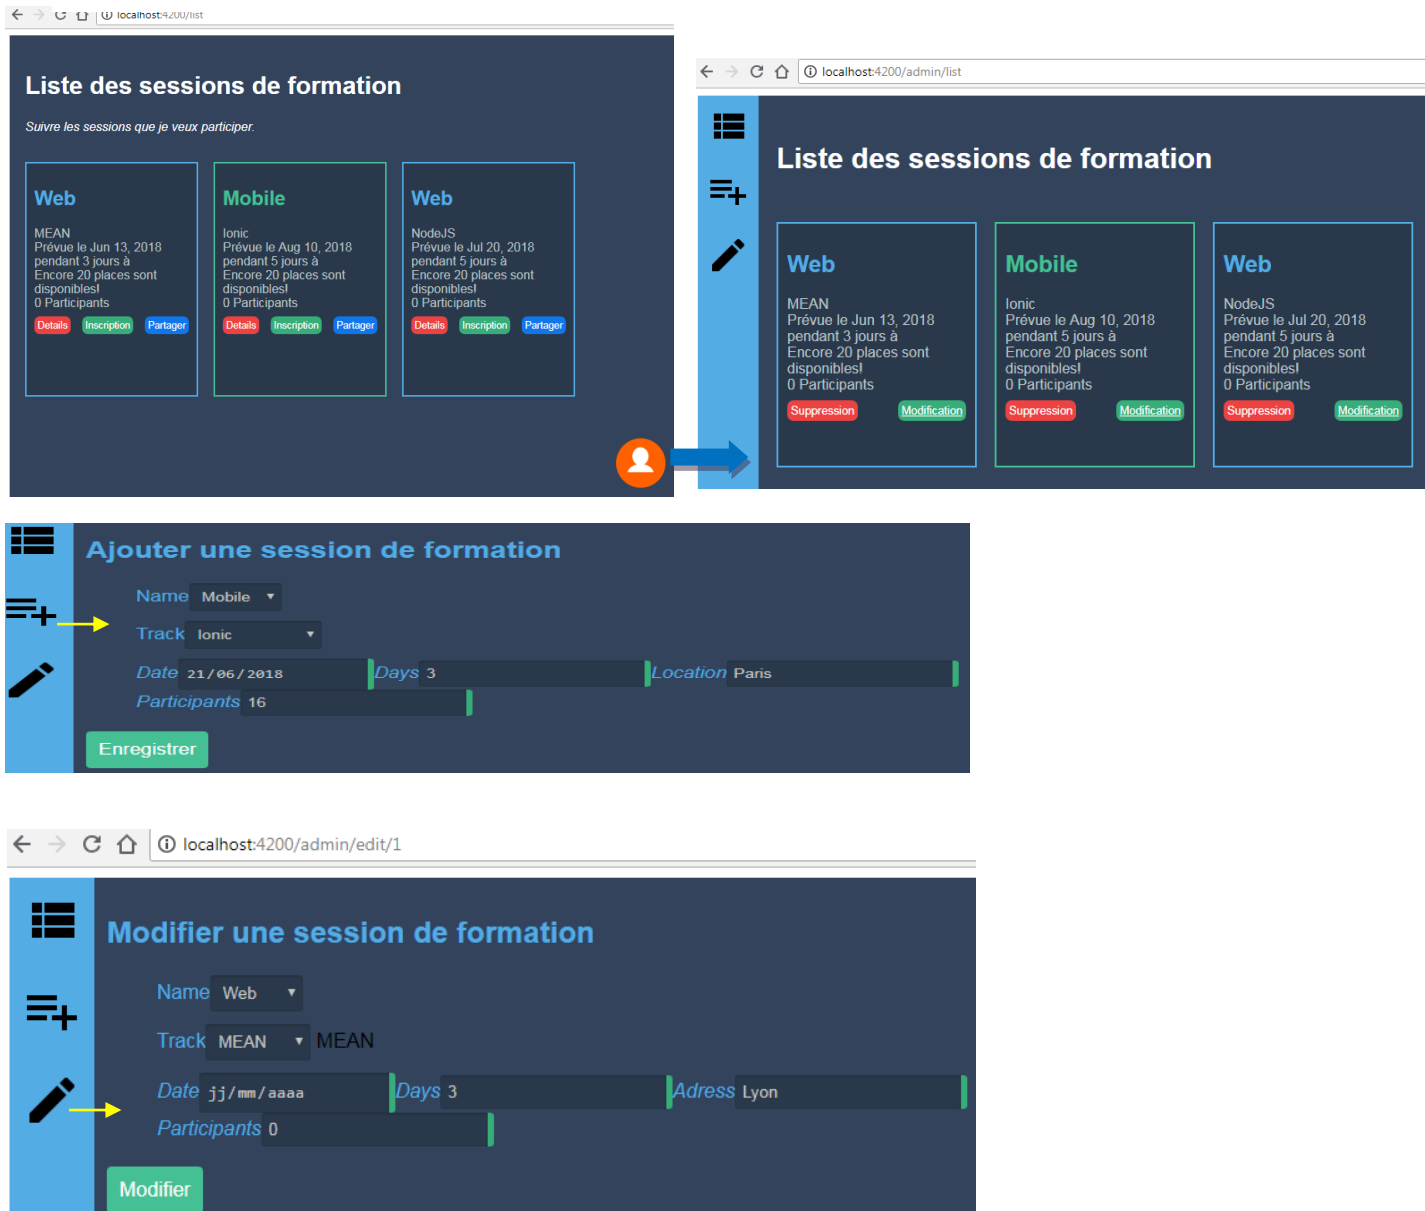 localhost:4200/list
Liste des sessions de formation
Suivre les sessions que je veux participer.
Web
MEAN
Prévue le Jun 13, 2018
pendant 3 jours à
Encore 20 places sont
disponibles!
0 Participants
Details Inscription Partager
Mobile
Ionic
Prévue le Aug 10, 2018
pendant 5 jours à
Encore 20 places sont
disponibles!
0 Participants
Details Inscription Partager
Web
NodeJS
Prévue le Jul 20, 2018
pendant 5 jours à
Encore 20 places sont
disponibles!
0 Participants
Details Inscription Partager
localhost:4200/admin/list
Liste des sessions de formation
Web
MEAN
Prévue le Jun 13, 2018
pendant 3 jours à
Encore 20 places sont
disponibles!
0 Participants
Suppression Modification
Mobile
Ionic
Prévue le Aug 10, 2018
pendant 5 jours à
Encore 20 places sont
disponibles!
0 Participants
Suppression Modification
Web
NodeJS
Prévue le Jul 20, 2018
pendant 5 jours à
Encore 20 places sont
disponibles!
0 Participants
Suppression Modification
Ajouter une session de formation
Name Mobile
Track Ionic
Date 21/06/2018 Days 3 Location Paris
Participants 16
Enregistrer
localhost:4200/admin/edit/1
Modifier une session de formation
Name Web
Track MEAN MEAN
Date jj/mm/aaaa Days 3 Adress Lyon
Participants 0
Modifier